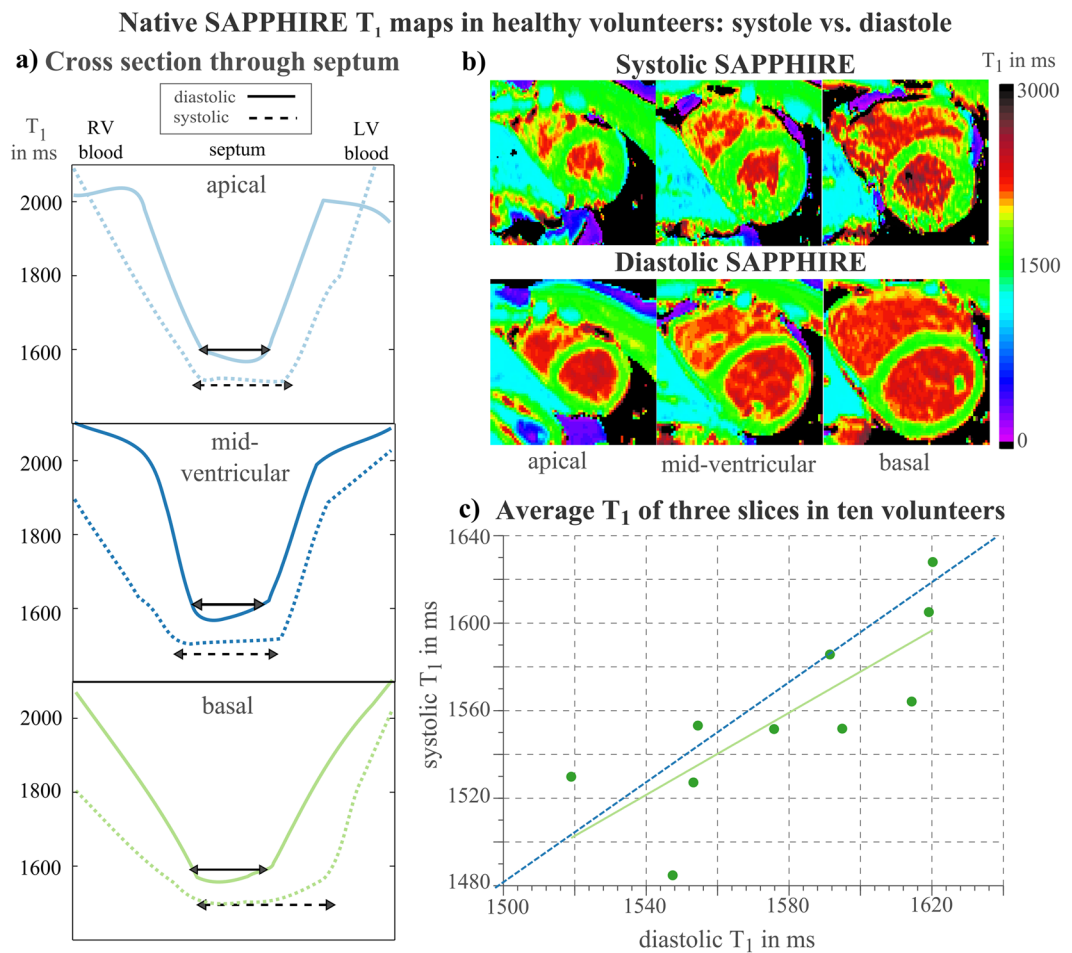 Native SAPPHIRE T1 maps in healthy volunteers: systole vs. diastole
a) Cross section through septum
diastolic
systolic
T1
in ms
RV
blood
septum
LV
blood
apical
2000
1800
1600
mid-
ventricular
2000
1800
1600
basal
2000
1800
1600
b)
Systolic SAPPHIRE
T1 in ms
3000
1500
0
Diastolic SAPPHIRE
apical
mid-ventricular
basal
c) Average T1 of three slices in ten volunteers
systolic T1 in ms
1640
1600
1560
1520
1480
1500
1540
1580
1620
diastolic T1 in ms